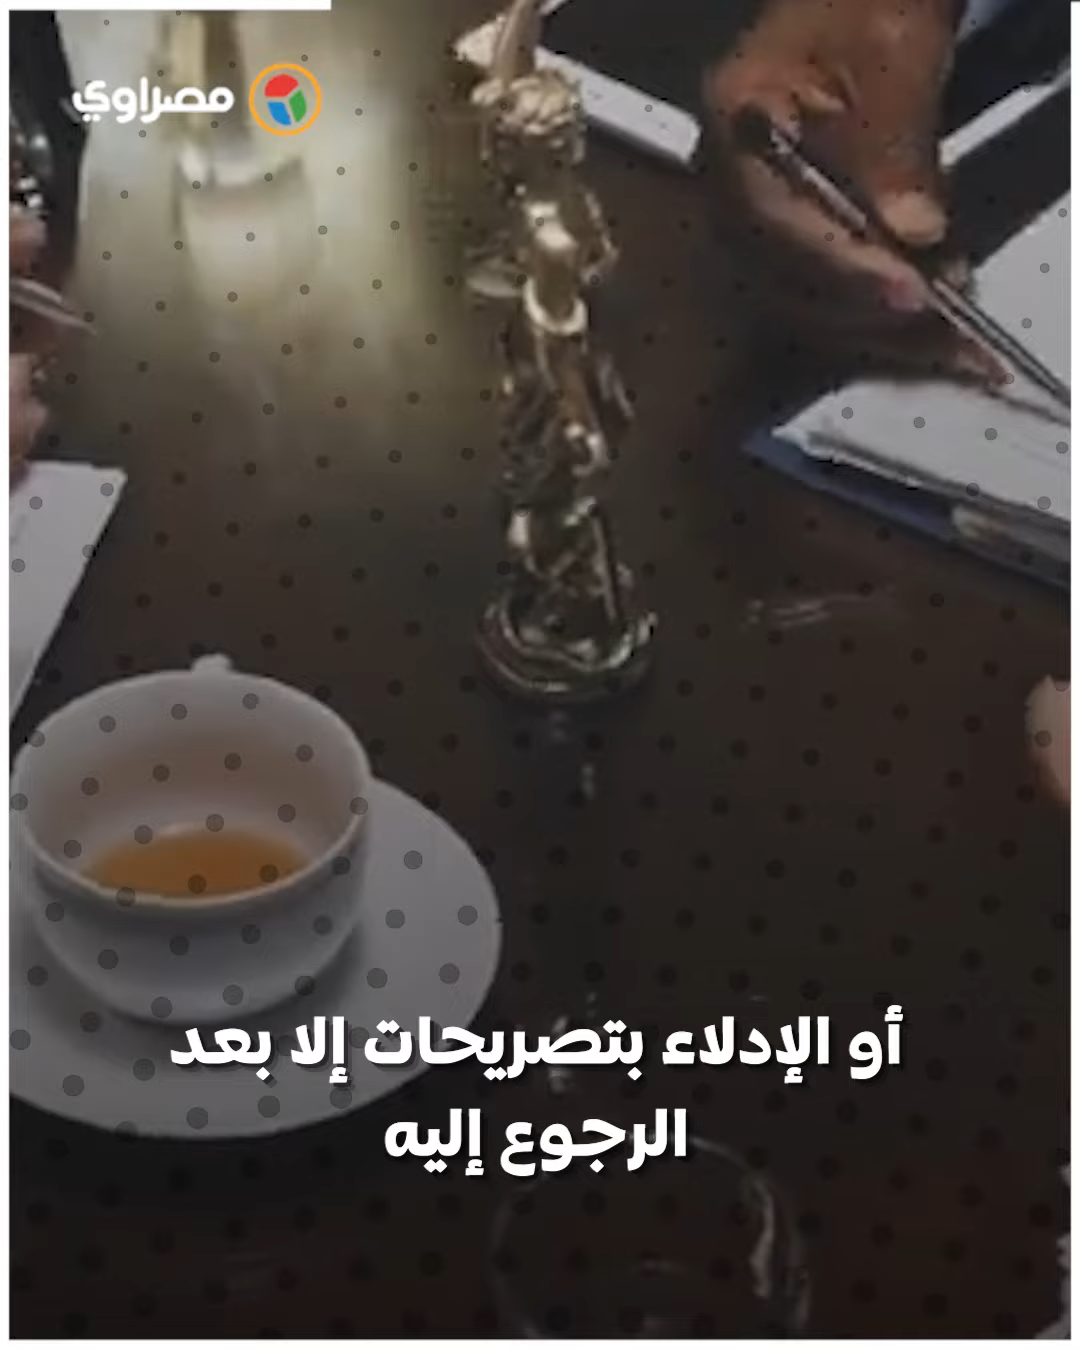 مصراوي
أو الإدلاء بتصريحات إلا بعد
الرجوع إليه